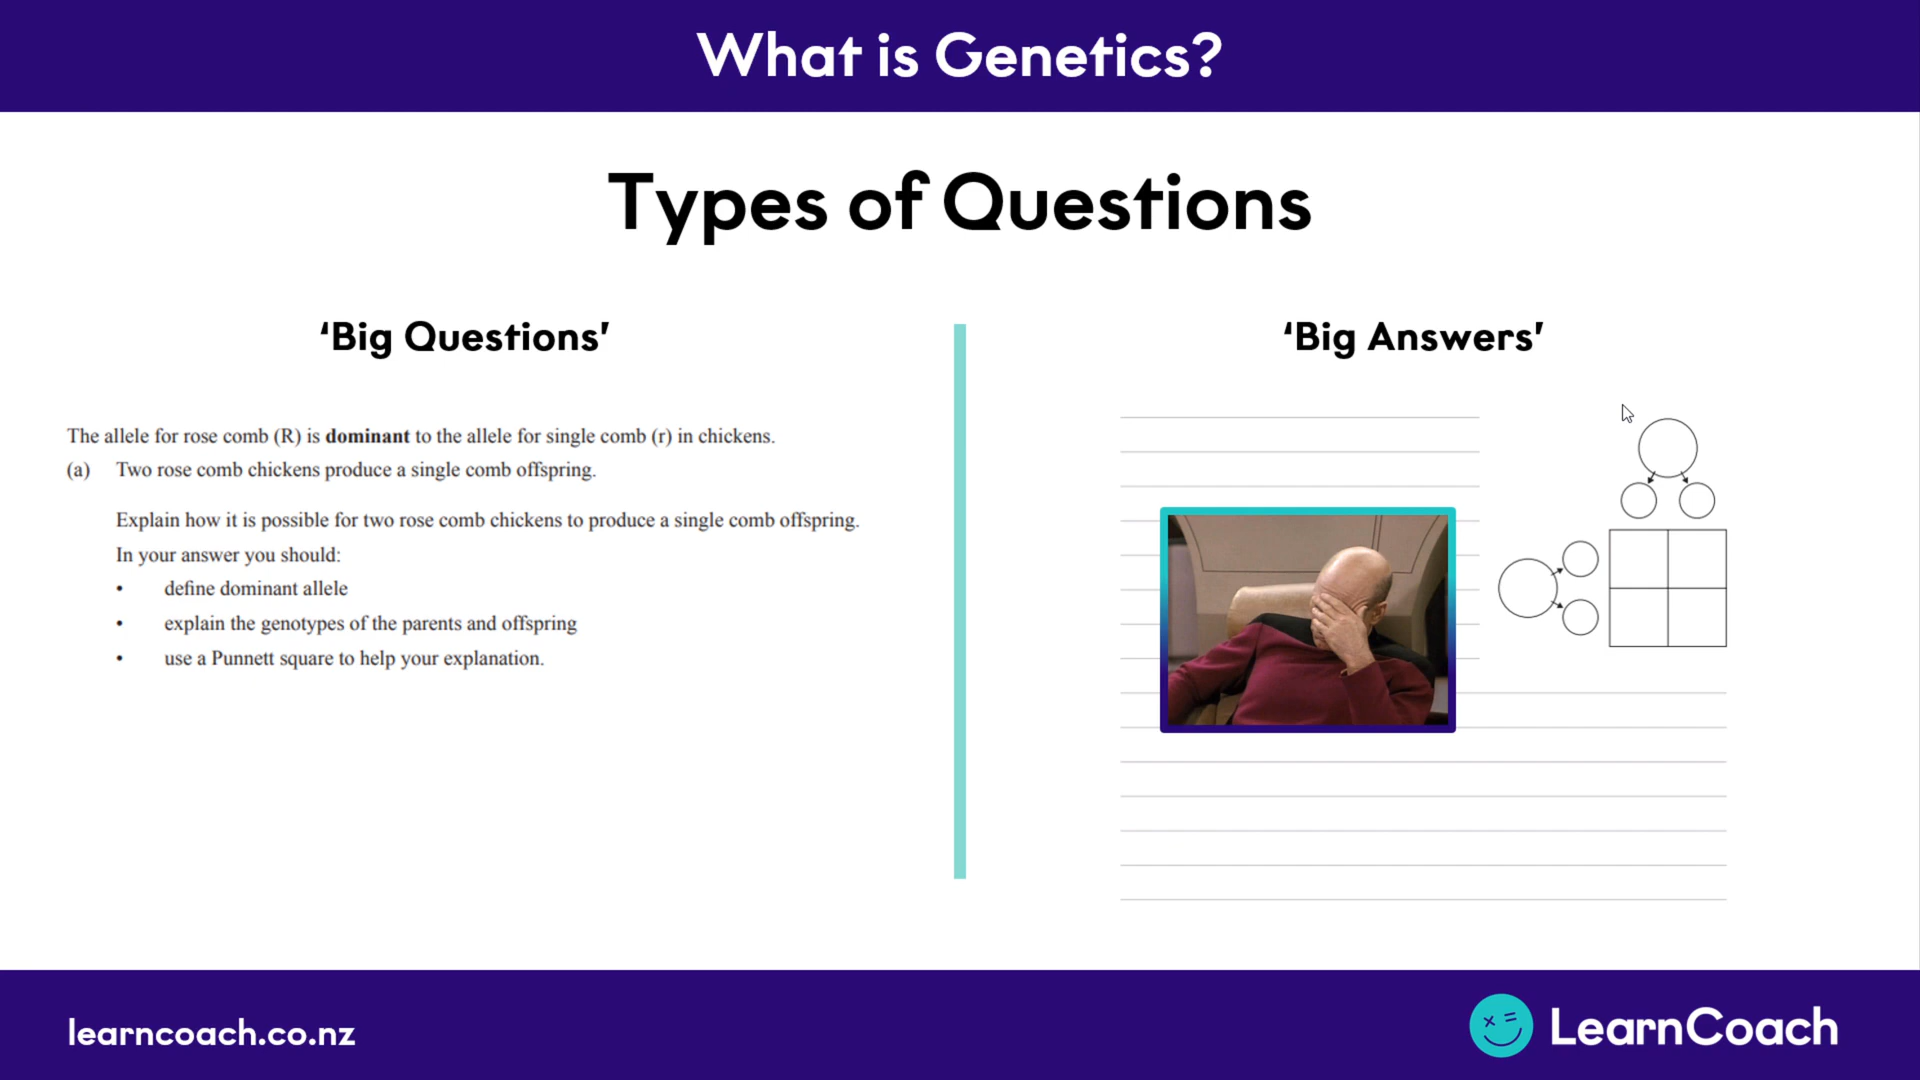 What is Genetics?
Types of Questions
‘Big Questions’
The allele for rose comb (R) is dominant to the allele for single comb (r) in chickens.
(a) Two rose comb chickens produce a single comb offspring.
Explain how it is possible for two rose comb chickens to produce a single comb offspring.
In your answer you should:
• define dominant allele
• explain the genotypes of the parents and offspring
• use a Punnett square to help your explanation.
‘Big Answers’
learncoach.co.nz
LearnCoach